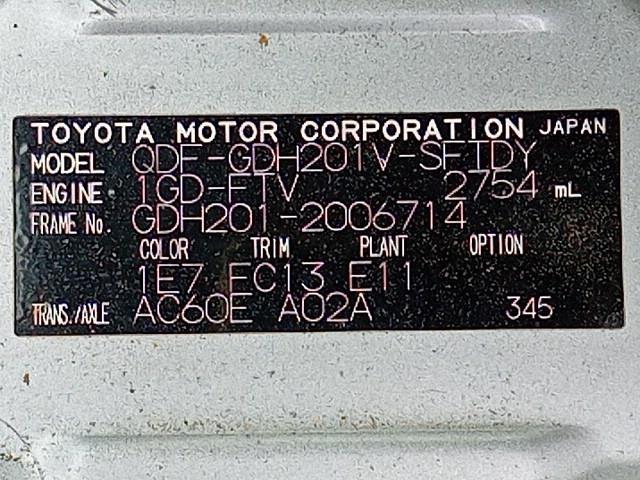 TOYOTA MOTOR CORPORATION JAPAN
MODEL QDF-GDH201V-SFTDY
ENGINE 1GD-FTV 2754 mL
FRAME No. GDH201-2006714
COLOR TRIM PLANT OPTION
1E7 FC13 E11
TRANS./AXLE AC60E A02A 345